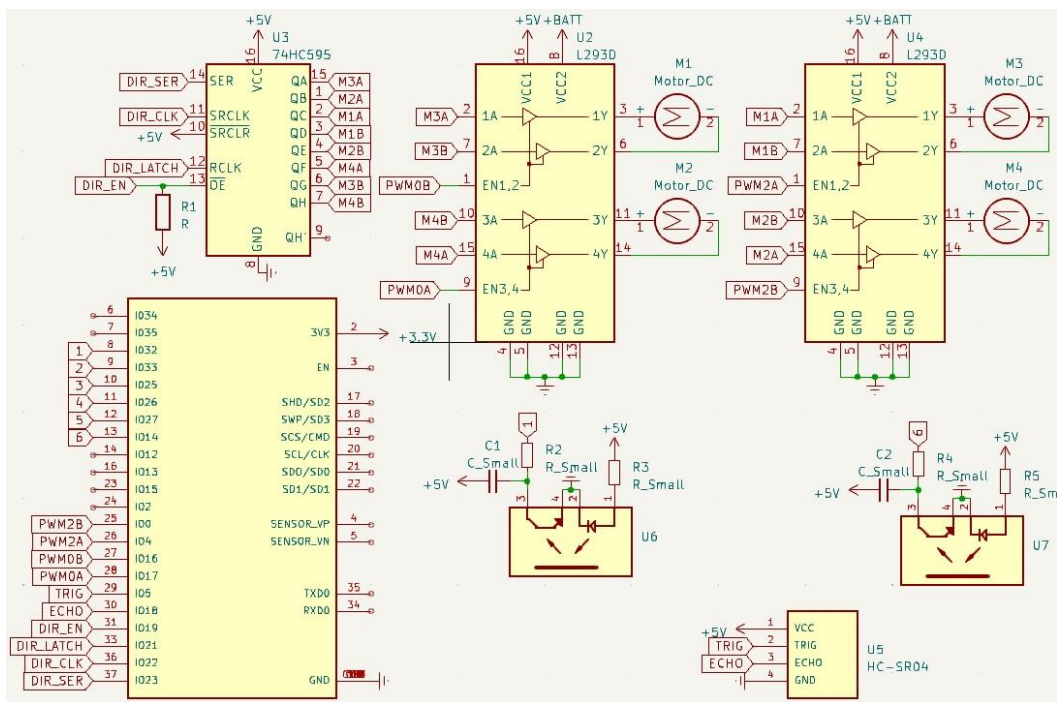 +5V
U3
74HC595
16
VCC
DIR_SER 14 SER QA 15 M3A
QB 1 M2A
DIR_CLK 11 SRCLK QC 2 M1A
+5V 10 SRCLR QD 3 M1B
QE 4 M2B
DIR_LATCH 12 RCLK QF 5 M4A
DIR_EN 13 OE QG 6 M3B
QH 7 M4B
R1
R
+5V
QH' 9
GND
8
+5V +BATT
U2
L293D
16 8
VCC1 VCC2
M3A 2 1A 1Y 3
M3B 7 2A 2Y 6
PWM0B 1 EN1,2
M4B 10 3A 3Y 11
M4A 15 4A 4Y 14
PWM0A 9 EN3,4
GND GND GND GND
4 5 12 13
M1
Motor_DC
+ -
1 2
M2
Motor_DC
+ -
1 2
+5V +BATT
U4
L293D
16 8
VCC1 VCC2
M1A 2 1A 1Y 3
M1B 7 2A 2Y 6
PWM2A 1 EN1,2
M2B 10 3A 3Y 11
M2A 15 4A 4Y 14
PWM2B 9 EN3,4
GND GND GND GND
4 5 12 13
M3
Motor_DC
+ -
1 2
M4
Motor_DC
+ -
1 2
6 IO34
7 IO35
1 8 IO32
2 9 IO33
3 10 IO25
4 11 IO26
5 12 IO27
6 13 IO14
14 IO12
16 IO13
23 IO15
24 IO2
PWM2B 25 IO0
PWM2A 26 IO4
PWM0B 27 IO16
PWM0A 28 IO17
TRIG 29 IO5
ECHO 30 IO18
DIR_EN 31 IO19
DIR_LATCH 33 IO21
DIR_CLK 36 IO22
DIR_SER 37 IO23
3V3 2 +3.3V
EN 3
SHD/SD2 17
SWP/SD3 18
SCS/CMD 19
SCL/CLK 20
SDO/SD0 21
SD1/SD1 22
SENSOR_VP 4
SENSOR_VN 5
TXD0 35
RXD0 34
GND
1
C1
C_Small
+5V
R2
R_Small
+5V
R3
R_Small
3 4 2 1
U6
6
C2
C_Small
+5V
R4
R_Small
+5V
R5
R_Sm
3 4 2 1
U7
+5V 1 VCC
TRIG 2 TRIG
ECHO 3 ECHO
4 GND
U5
HC-SR04